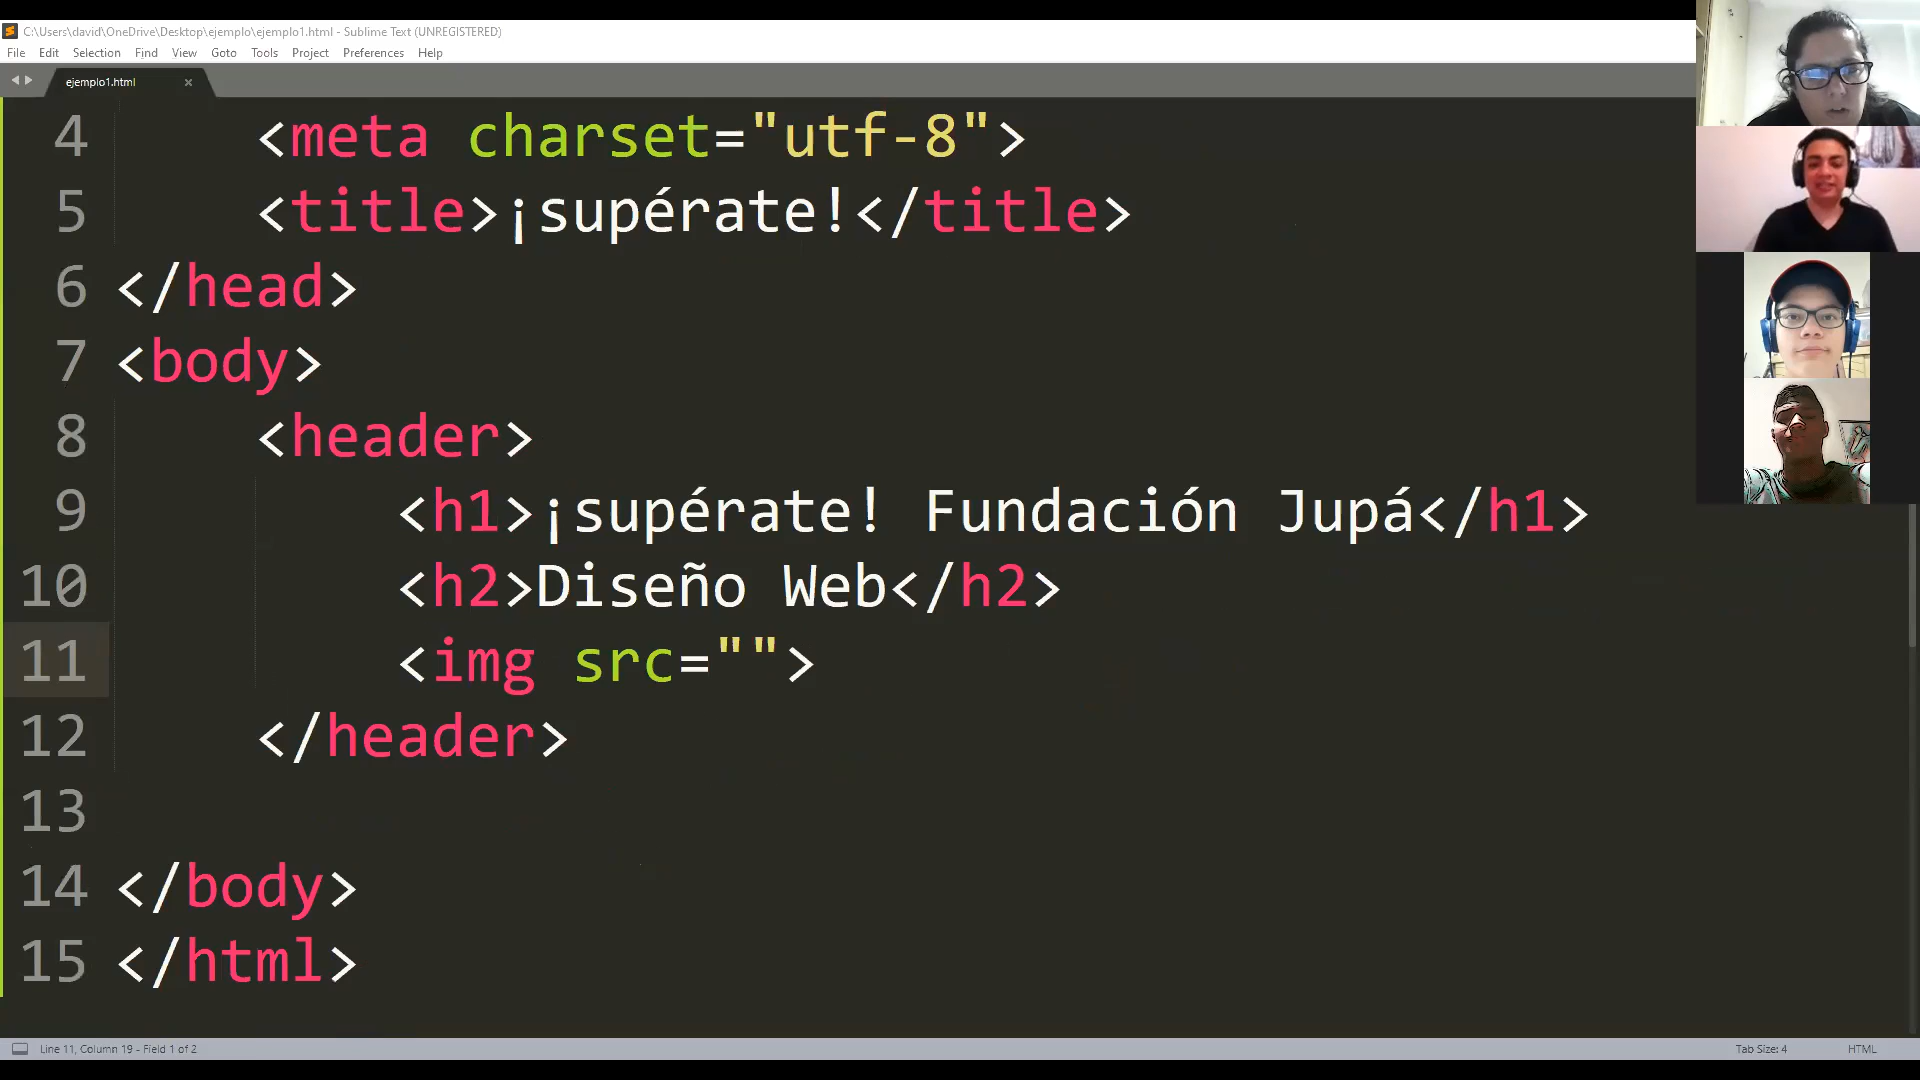 C:\Users\david\OneDrive\Desktop\ejemplo\ejemplo1.html - Sublime Text (UNREGISTERED)
File Edit Selection Find View Goto Tools Project Preferences Help
ejemplo1.html ×
4 <meta charset="utf-8">
5 <title>¡supérate!</title>
6 </head>
7 <body>
8 <header>
9 <h1>¡supérate! Fundación Jupá</h1>
10 <h2>Diseño Web</h2>
11 <img src="">
12 </header>
13
14 </body>
15 </html>
Line 11, Column 19 - Field 1 of 2 Tab Size: 4 HTML